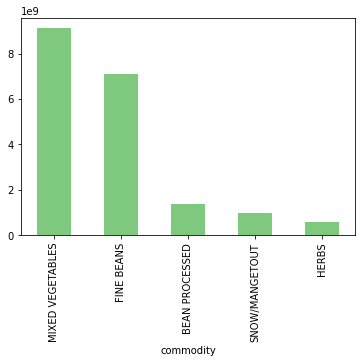 1e9
8
6
4
2
0
MIXED VEGETABLES
FINE BEANS
BEAN PROCESSED
SNOW/MANGETOUT
HERBS
commodity